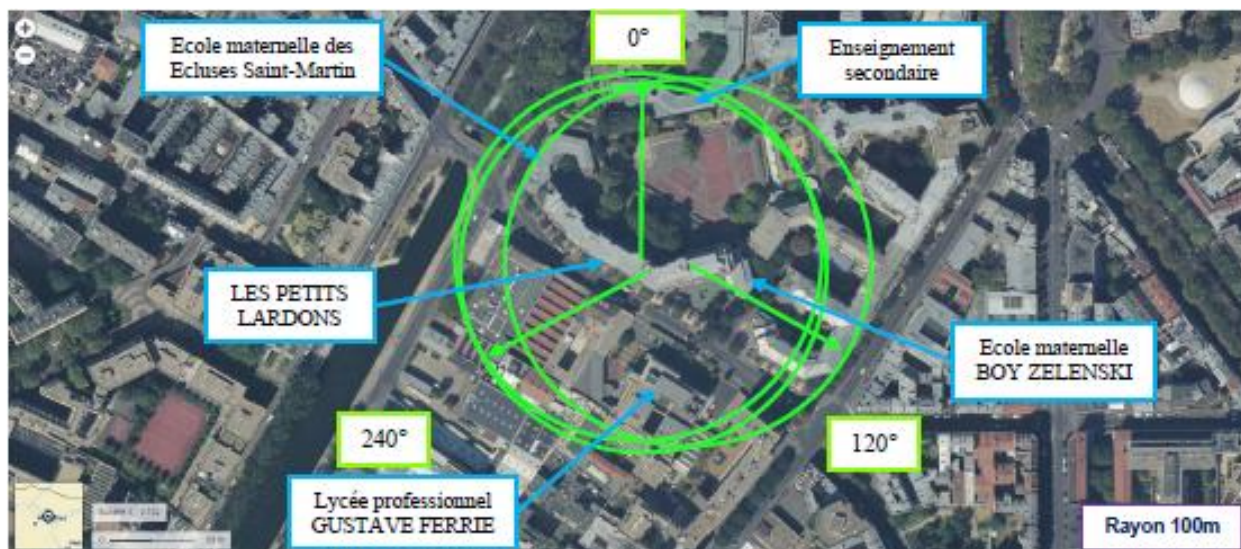 Ecole maternelle des
Ecluses Saint-Martin
0°
Enseignement
secondaire
LES PETITS
LARDONS
Ecole maternelle
BOY ZELENSKI
240°
120°
Lycée professionnel
GUSTAVE FERRIE
Rayon 100m